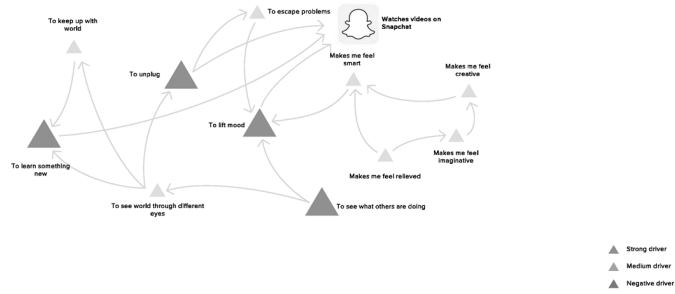 To escape problems
To keep up with
world
Watches videos on
Snapchat
Makes me feel
smart
Makes me feel
creative
To unplug
To lift mood
Makes me feel
imaginative
To learn something
new
Makes me feel relieved
To see world through different
eyes
To see what others are doing
Strong driver
Medium driver
Negative driver